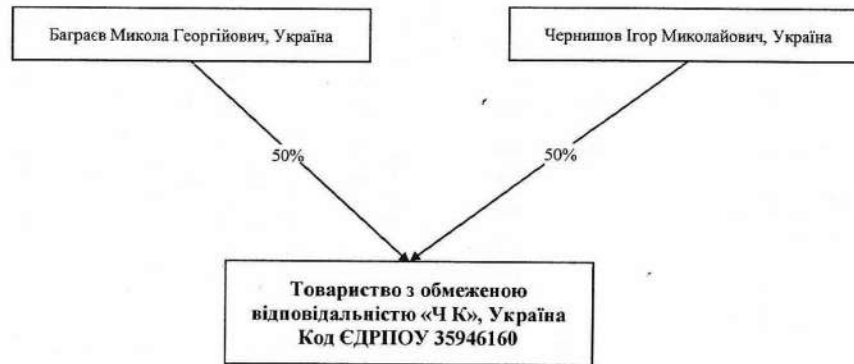 Баграєв Микола Георгійович, Україна
Чернишов Ігор Миколайович, Україна
50%
50%
Товариство з обмеженою
відповідальністю «Ч К», Україна
Код ЄДРПОУ 35946160